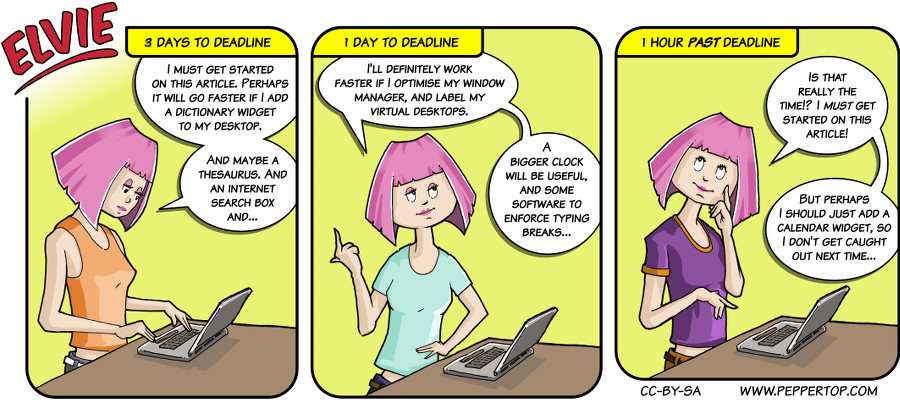 ELVIE
3 DAYS TO DEADLINE
I MUST GET STARTED
ON THIS ARTICLE. PERHAPS
IT WILL GO FASTER IF I ADD
A DICTIONARY WIDGET
TO MY DESKTOP.
AND MAYBE A
THESAURUS. AND
AN INTERNET
SEARCH BOX
AND...
1 DAY TO DEADLINE
I'LL DEFINITELY WORK
FASTER IF I OPTIMISE MY WINDOW
MANAGER, AND LABEL MY
VIRTUAL DESKTOPS.
A
BIGGER CLOCK
WILL BE USEFUL,
AND SOME
SOFTWARE TO
ENFORCE TYPING
BREAKS...
1 HOUR PAST DEADLINE
IS THAT
REALLY THE
TIME!? I MUST GET
STARTED ON THIS
ARTICLE!
BUT PERHAPS
I SHOULD JUST ADD A
CALENDAR WIDGET, SO
I DON'T GET CAUGHT
OUT NEXT TIME...
CC-BY-SA
WWW.PEPPERTOP.COM